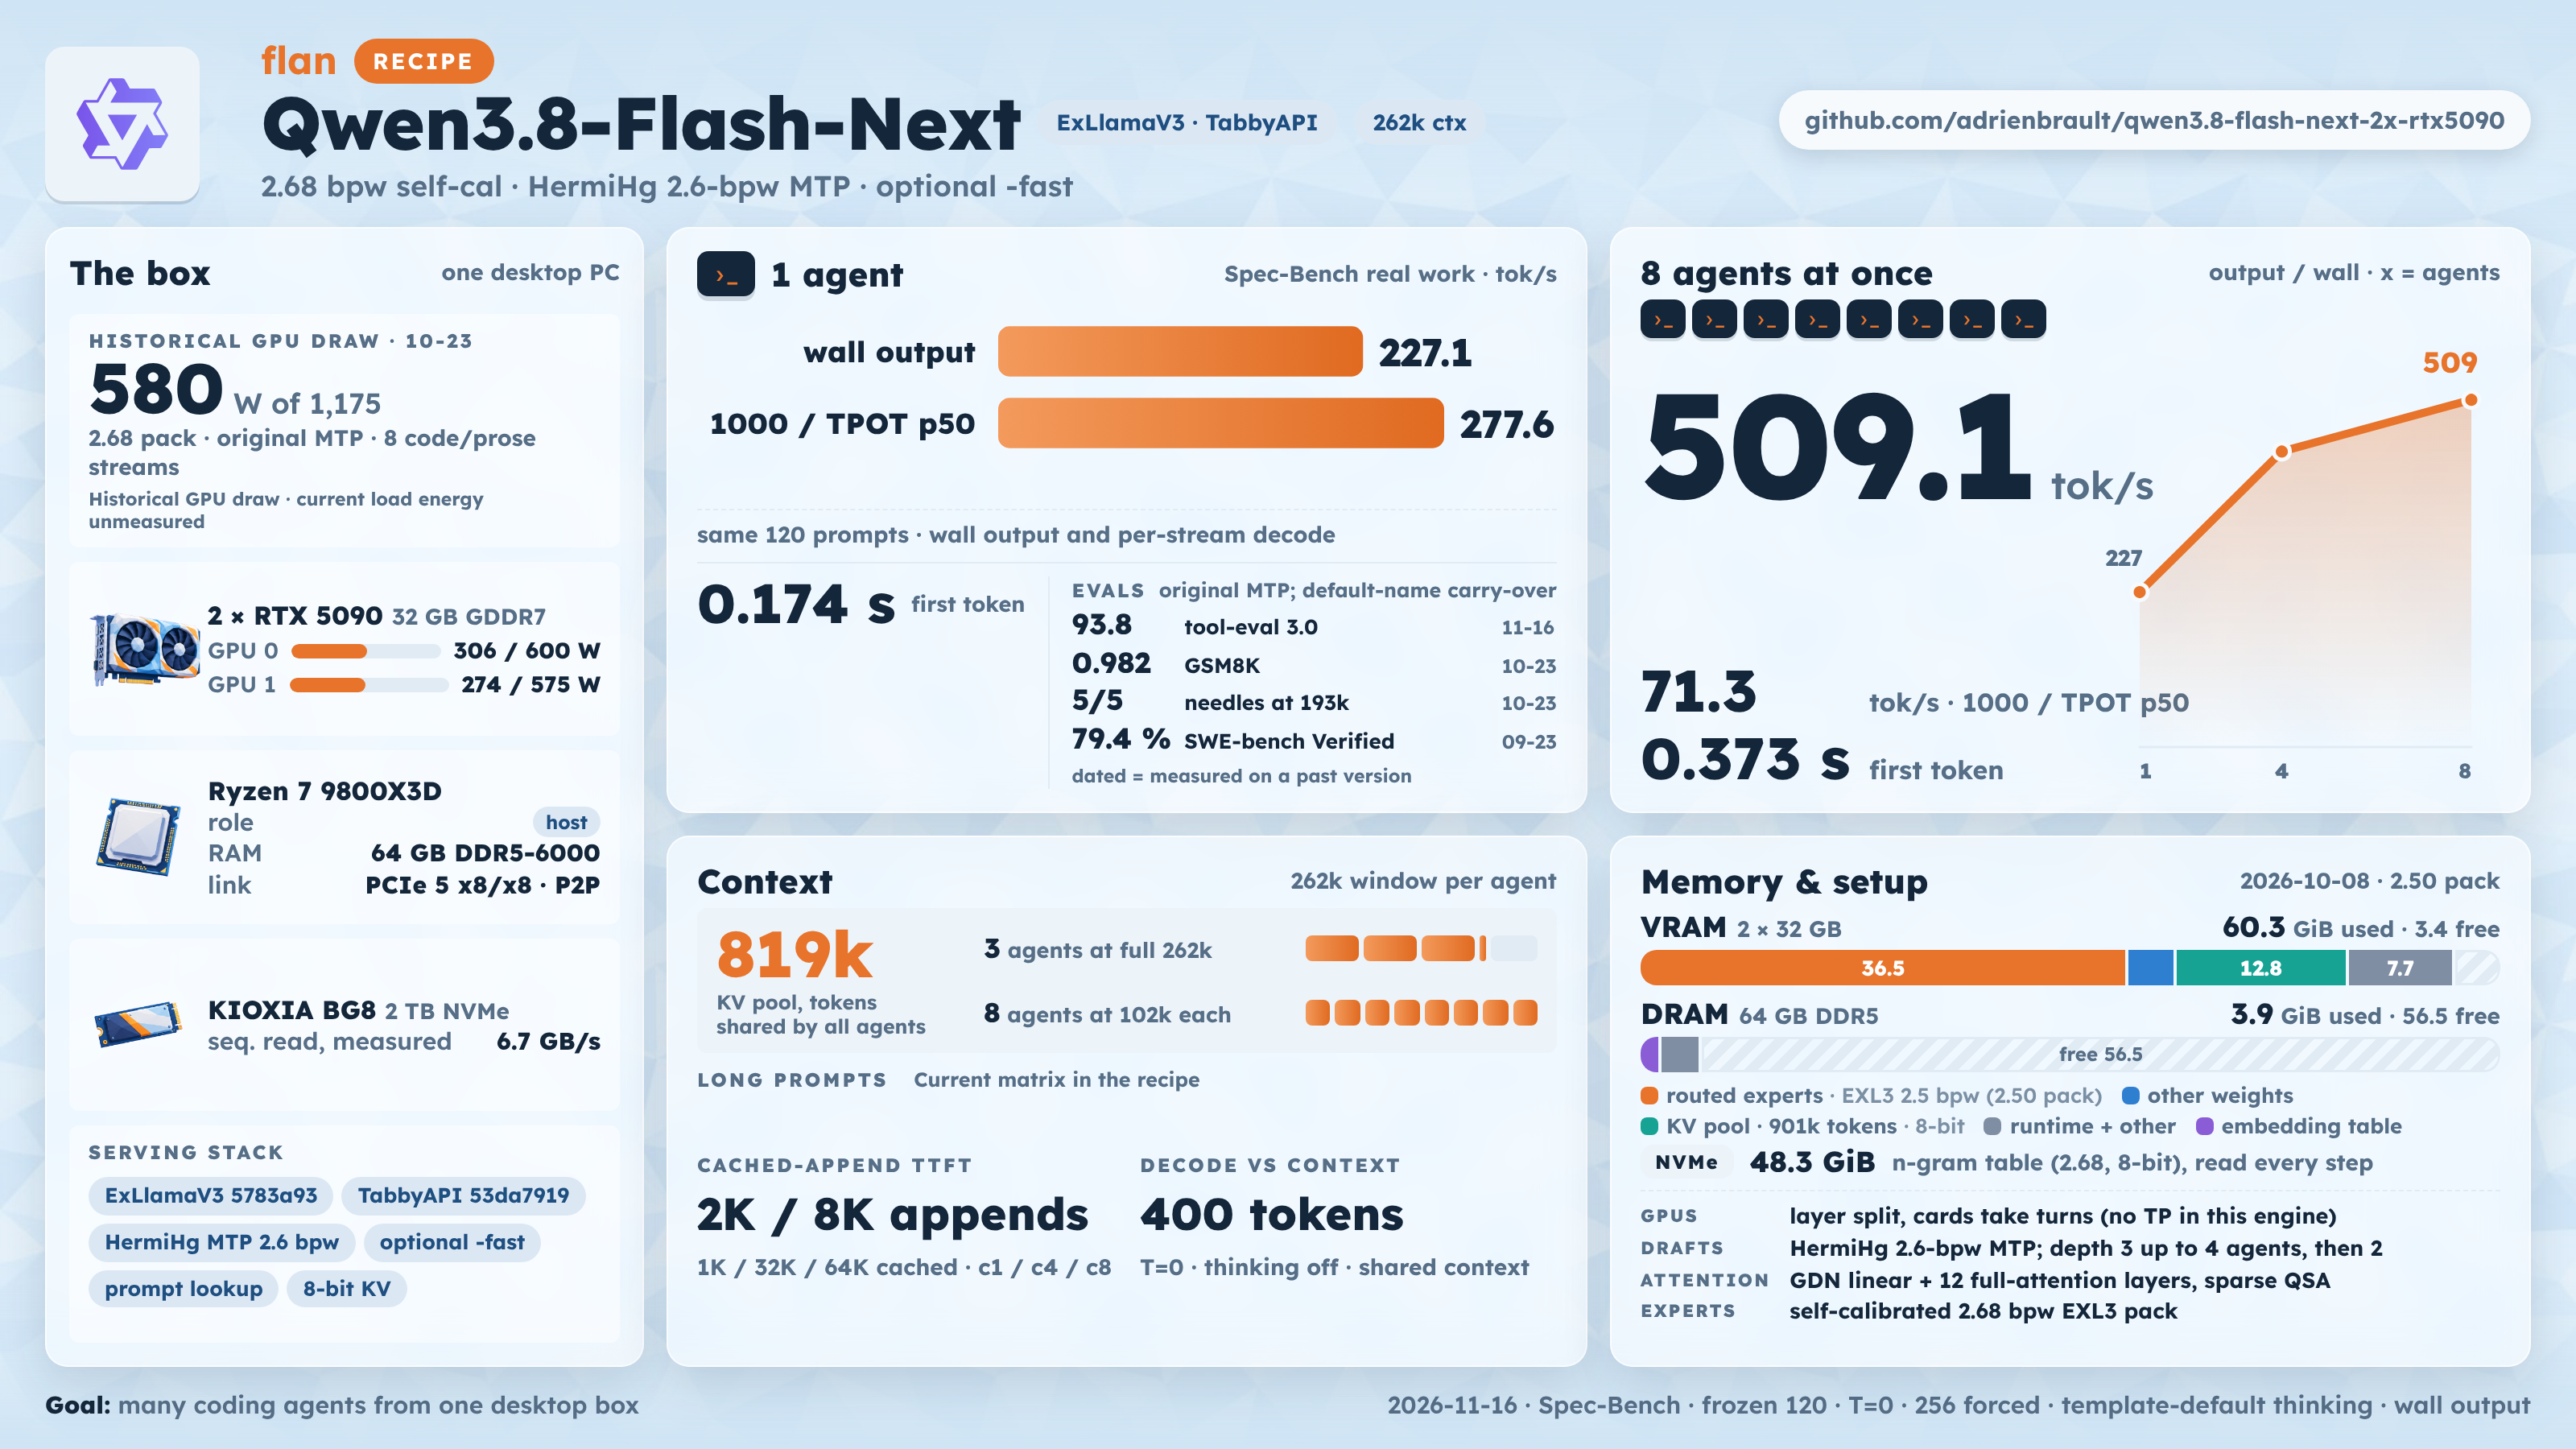 flan RECIPE
Qwen3.8-Flash-Next ExLlamaV3 · TabbyAPI 262k ctx
2.68 bpw self-cal · HermiHg 2.6-bpw MTP · optional -fast
github.com/adrienbrault/qwen3.8-flash-next-2x-rtx5090
The box one desktop PC
HISTORICAL GPU DRAW · 10-23
580 W of 1,175
2.68 pack · original MTP · 8 code/prose
streams
Historical GPU draw · current load energy
unmeasured
2 × RTX 5090 32 GB GDDR7
GPU 0 306 / 600 W
GPU 1 274 / 575 W
Ryzen 7 9800X3D
role host
RAM 64 GB DDR5-6000
link PCIe 5 x8/x8 · P2P
KIOXIA BG8 2 TB NVMe
seq. read, measured 6.7 GB/s
SERVING STACK
ExLlamaV3 5783a93 TabbyAPI 53da7919
HermiHg MTP 2.6 bpw optional -fast
prompt lookup 8-bit KV
›_ 1 agent Spec-Bench real work · tok/s
wall output 227.1
1000 / TPOT p50 277.6
same 120 prompts · wall output and per-stream decode
0.174 s first token
EVALS original MTP; default-name carry-over
93.8 tool-eval 3.0 11-16
0.982 GSM8K 10-23
5/5 needles at 193k 10-23
79.4 % SWE-bench Verified 09-23
dated = measured on a past version
8 agents at once output / wall · x = agents
›_ ›_ ›_ ›_ ›_ ›_ ›_ ›_
509.1 tok/s
509
227
71.3 tok/s · 1000 / TPOT p50
0.373 s first token
1 4 8
Context 262k window per agent
819k
KV pool, tokens
shared by all agents
3 agents at full 262k
8 agents at 102k each
LONG PROMPTS Current matrix in the recipe
CACHED-APPEND TTFT
2K / 8K appends
1K / 32K / 64K cached · c1 / c4 / c8
DECODE VS CONTEXT
400 tokens
T=0 · thinking off · shared context
Memory & setup 2026-10-08 · 2.50 pack
VRAM 2 × 32 GB 60.3 GiB used · 3.4 free
36.5 12.8 7.7
DRAM 64 GB DDR5 3.9 GiB used · 56.5 free
free 56.5
routed experts · EXL3 2.5 bpw (2.50 pack) other weights
KV pool · 901k tokens · 8-bit runtime + other embedding table
NVMe 48.3 GiB n-gram table (2.68, 8-bit), read every step
GPUS layer split, cards take turns (no TP in this engine)
DRAFTS HermiHg 2.6-bpw MTP; depth 3 up to 4 agents, then 2
ATTENTION GDN linear + 12 full-attention layers, sparse QSA
EXPERTS self-calibrated 2.68 bpw EXL3 pack
Goal: many coding agents from one desktop box
2026-11-16 · Spec-Bench · frozen 120 · T=0 · 256 forced · template-default thinking · wall output